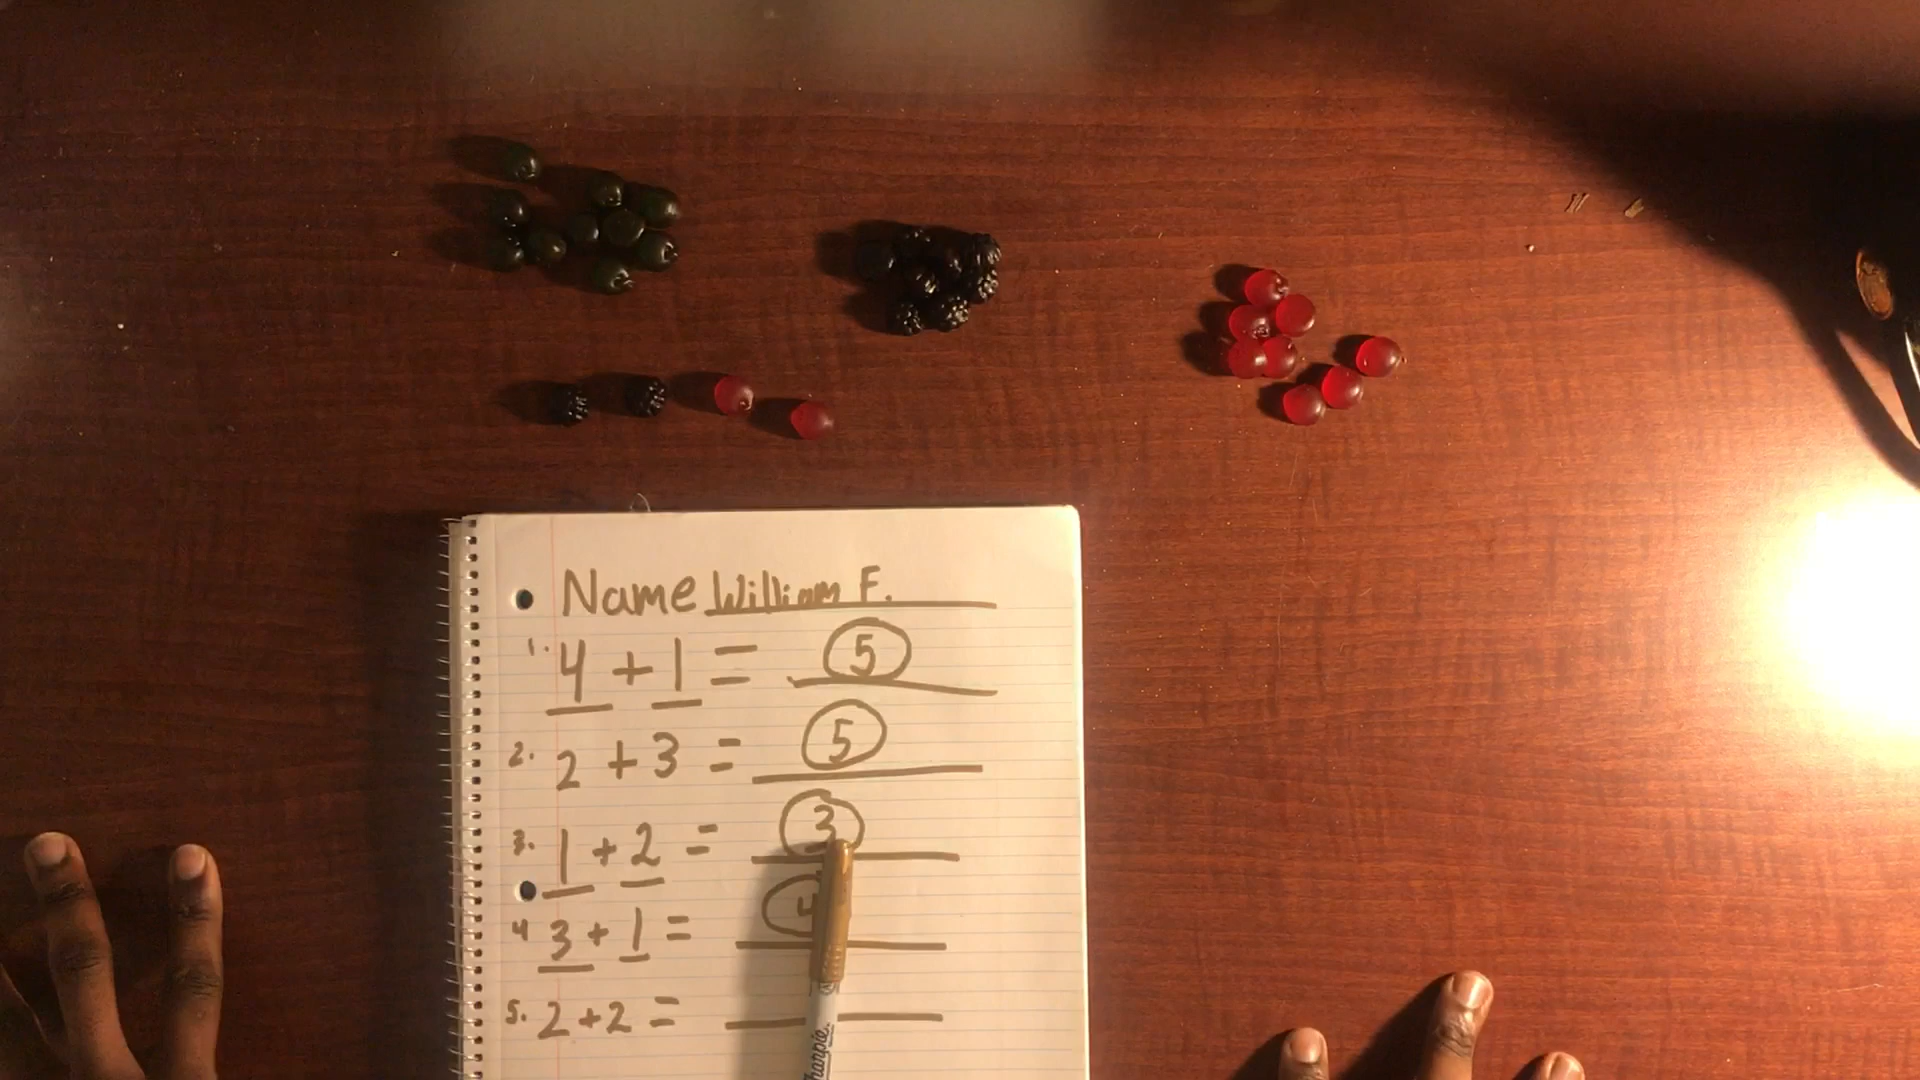 Name William F.
1. 4 + 1 = 5
2. 2 + 3 = 5
3. 1 + 2 = 3
4 3 + 1 = 4
5. 2 + 2 =